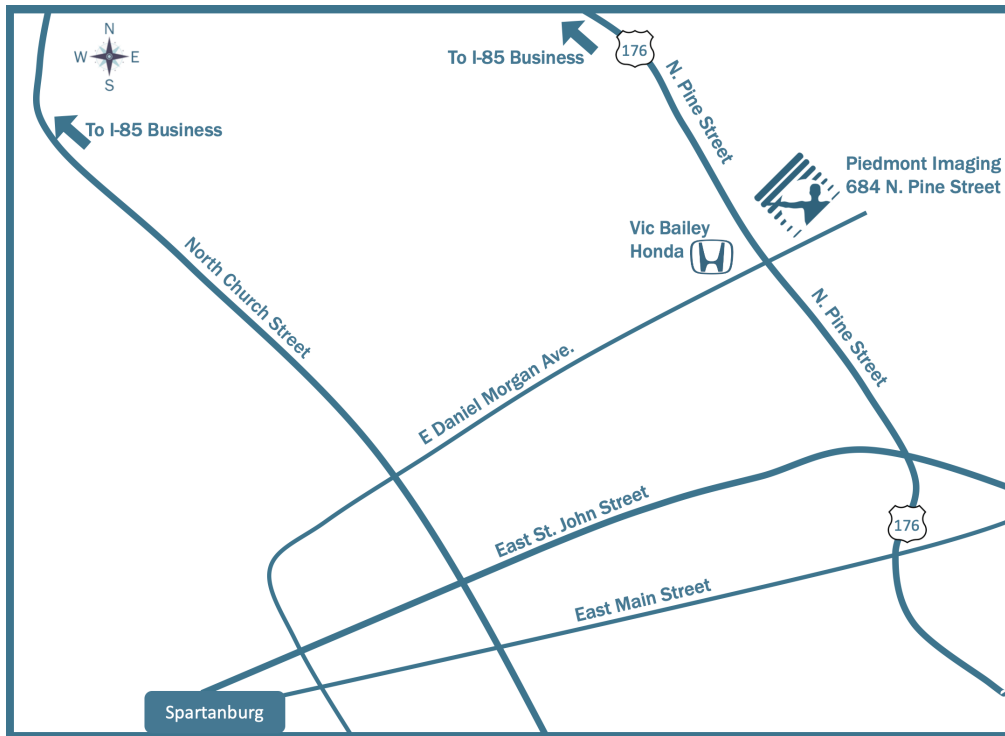 N
W E
S
To I-85 Business
176
N. Pine Street
To I-85 Business
Piedmont Imaging
684 N. Pine Street
Vic Bailey
Honda
North Church Street
N. Pine Street
E Daniel Morgan Ave.
East St. John Street
176
East Main Street
Spartanburg